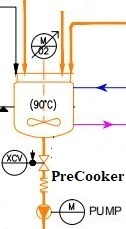 M
02
(90°C)
XCV
PreCooker
M PUMP